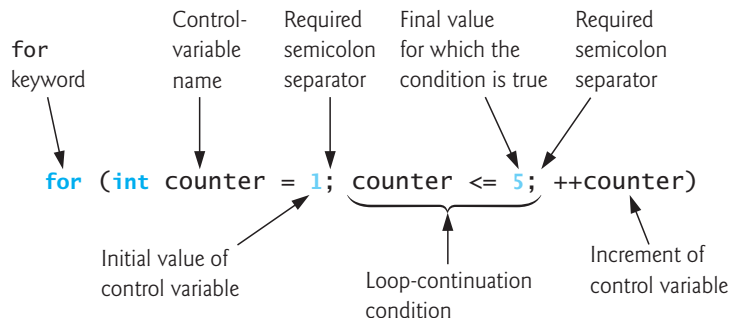 for
keyword
Control-
variable
name
Required
semicolon
separator
Final value
for which the
condition is true
Required
semicolon
separator
for (int counter = 1; counter <= 5; ++counter)
Initial value of
control variable
Loop-continuation
condition
Increment of
control variable